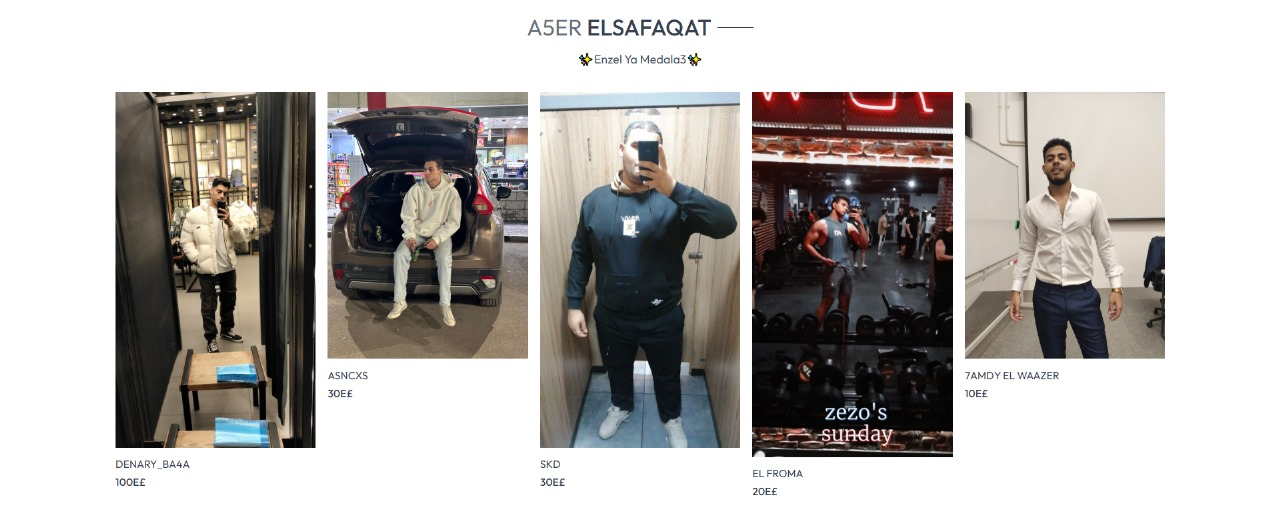 A5ER ELSAFAQAT
✨Enzel Ya Medala3✨
DENARY_BA4A
100E£
ASNCXS
30E£
SKD
30E£
zezo's
sunday
EL FROMA
20E£
7AMDY EL WAAZER
10E£